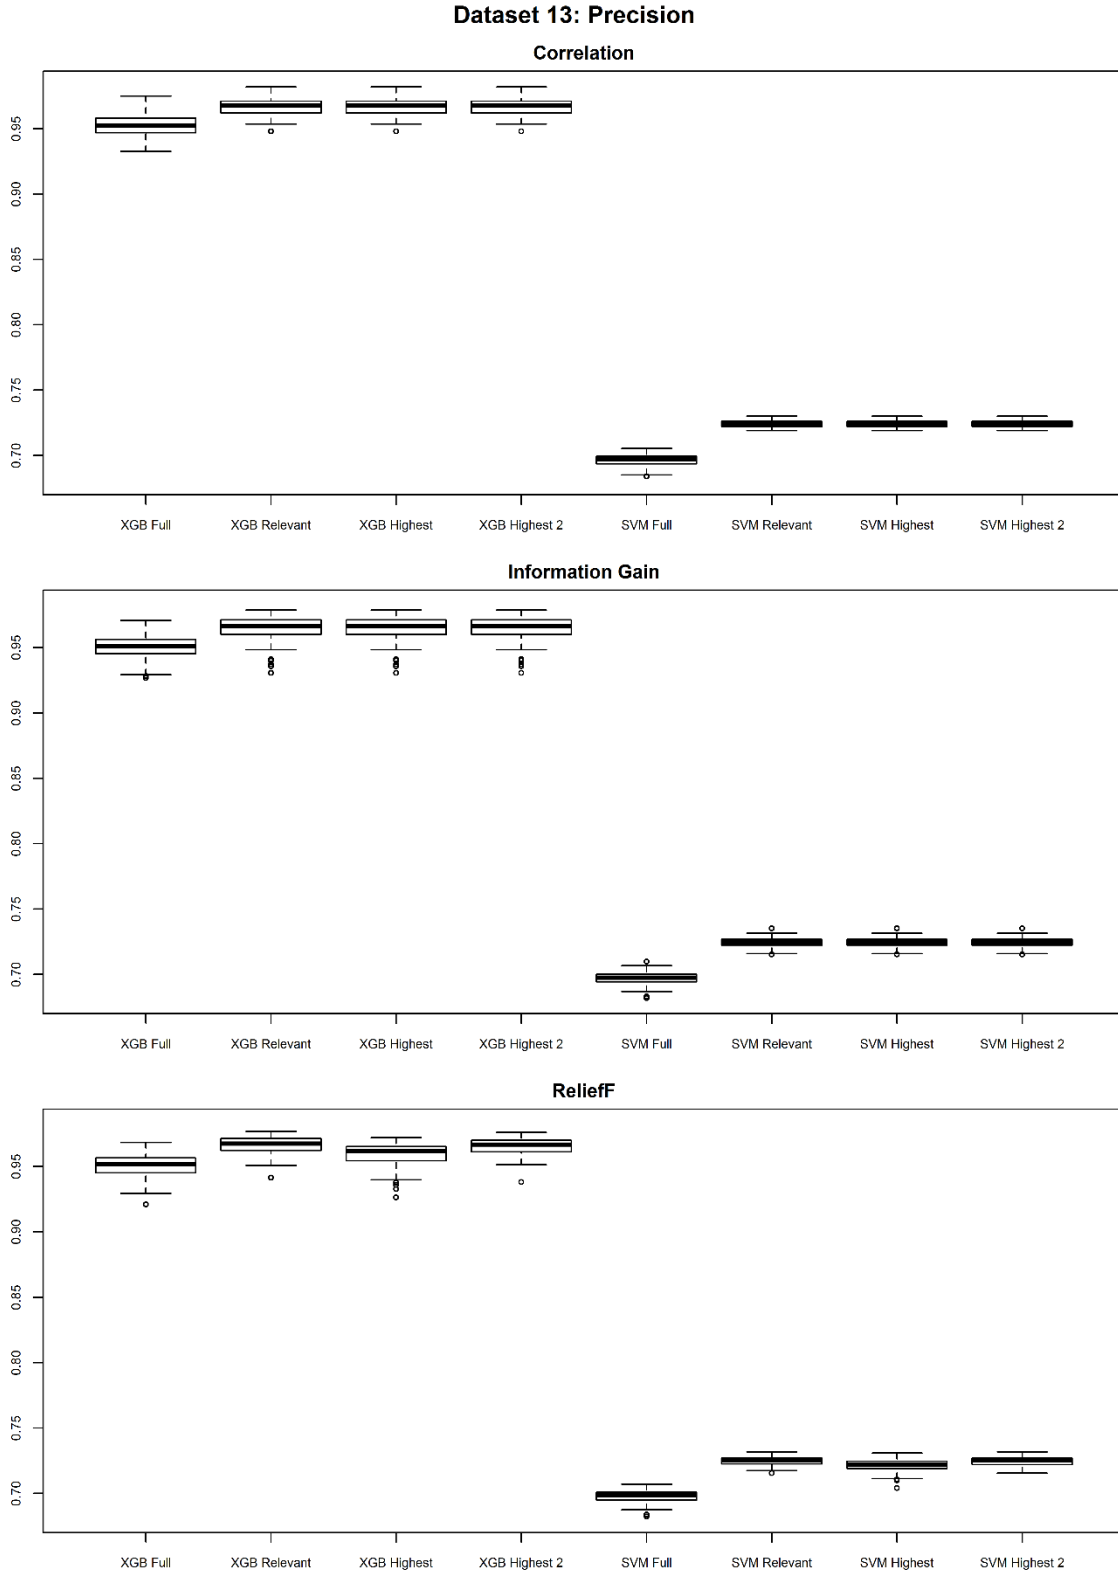 Dataset 13: Precision
Correlation
0.95
0.90
0.85
0.80
0.75
0.70
XGB Full XGB Relevant XGB Highest XGB Highest 2 SVM Full SVM Relevant SVM Highest SVM Highest 2
Information Gain
0.95
0.90
0.85
0.80
0.75
0.70
XGB Full XGB Relevant XGB Highest XGB Highest 2 SVM Full SVM Relevant SVM Highest SVM Highest 2
ReliefF
0.95
0.90
0.85
0.80
0.75
0.70
XGB Full XGB Relevant XGB Highest XGB Highest 2 SVM Full SVM Relevant SVM Highest SVM Highest 2